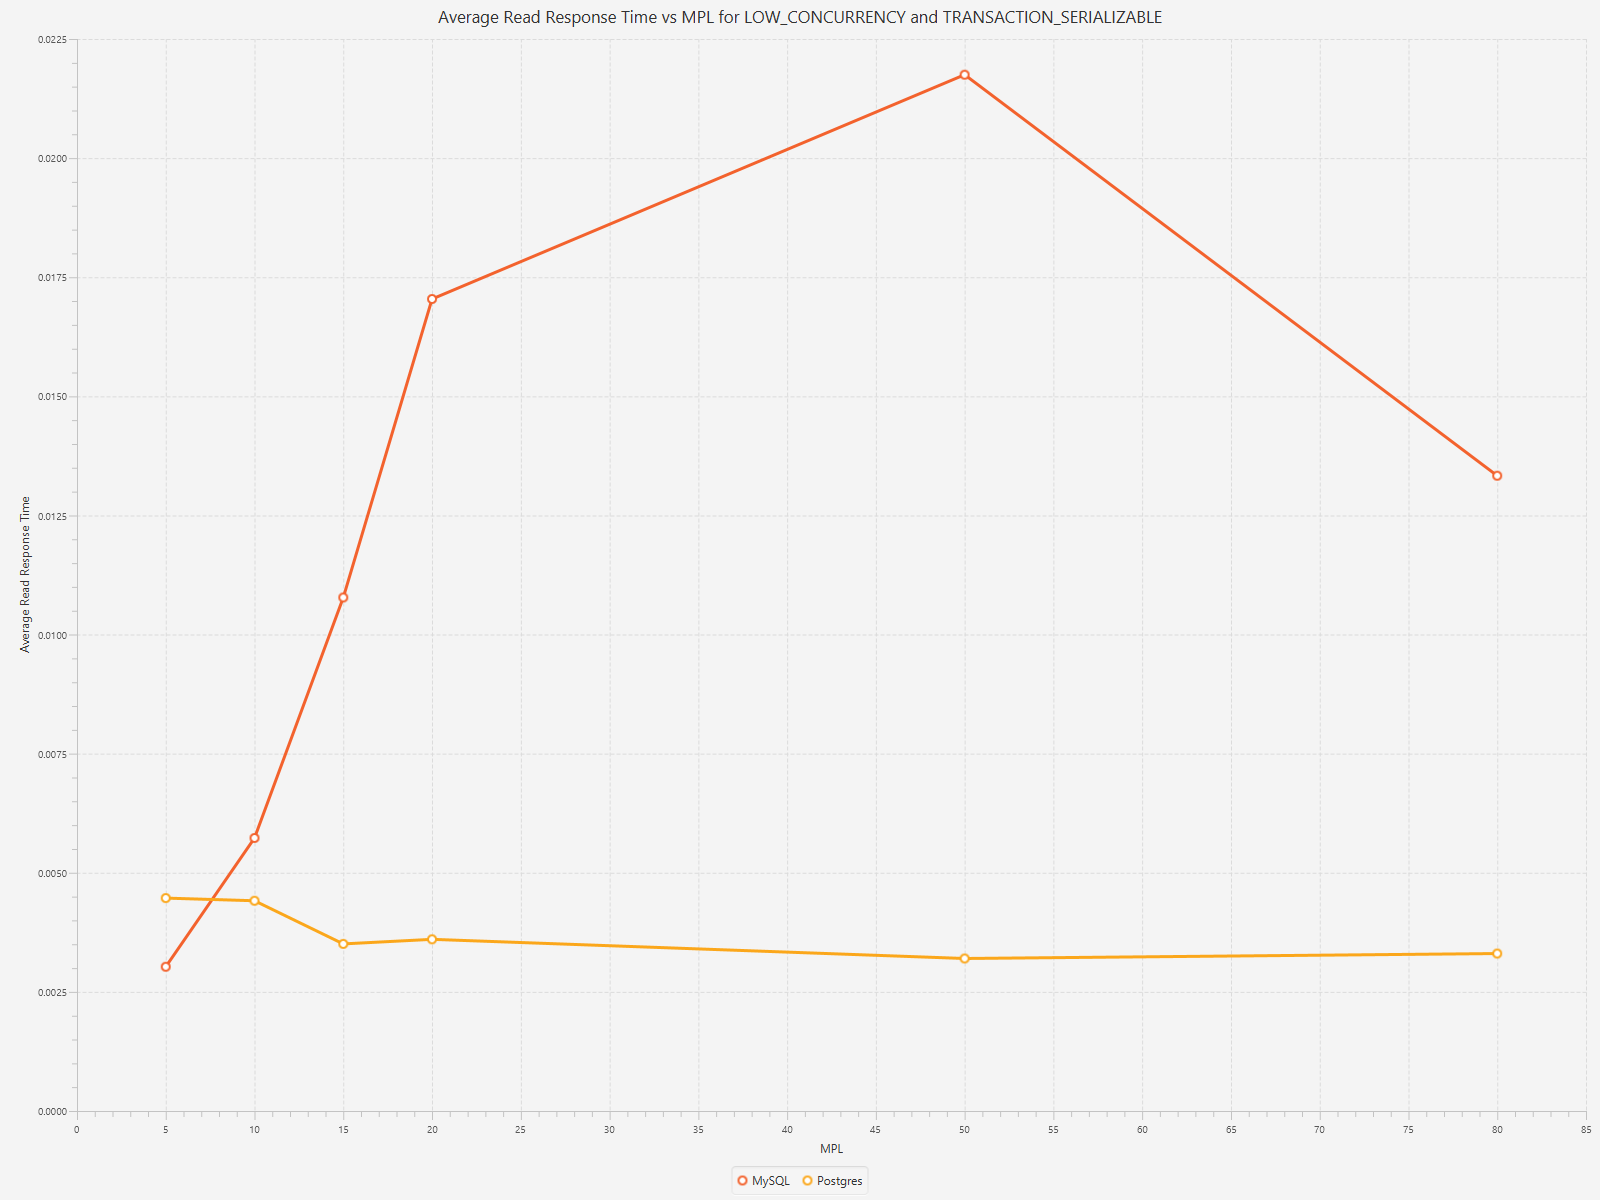 Average Read Response Time vs MPL for LOW_CONCURRENCY and TRANSACTION_SERIALIZABLE
Average Read Response Time
0.0225
0.0200
0.0175
0.0150
0.0125
0.0100
0.0075
0.0050
0.0025
0.0000
0 5 10 15 20 25 30 35 40 45 50 55 60 65 70 75 80 85
MPL
MySQL Postgres